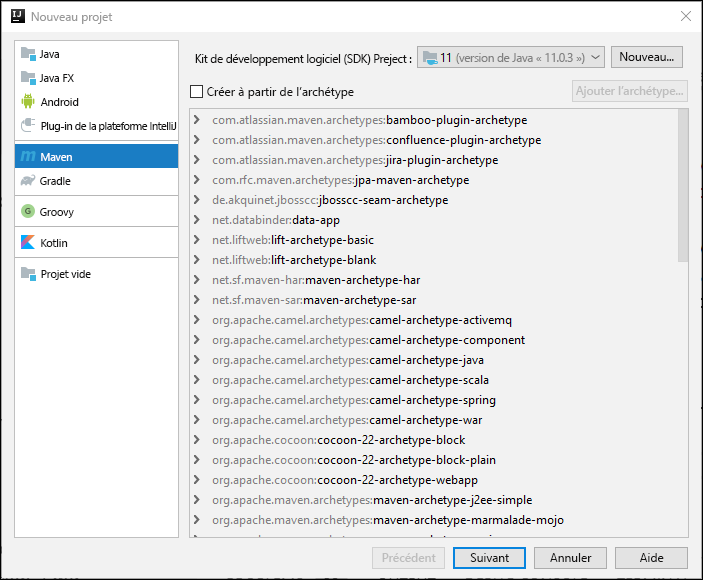 Nouveau projet
Java
Java FX
Android
Plug-in de la plateforme IntelliJ
Maven
Gradle
Groovy
Kotlin
Projet vide
Kit de développement logiciel (SDK) Preject :
11 (version de Java « 11.0.3 »)
Nouveau...
Créer à partir de l'archétype
Ajouter l'archétype...
com.atlassian.maven.archetypes:bamboo-plugin-archetype
com.atlassian.maven.archetypes:confluence-plugin-archetype
com.atlassian.maven.archetypes:jira-plugin-archetype
com.rfc.maven.archetypes:jpa-maven-archetype
de.akquinet.jbosscc:jbosscc-seam-archetype
net.databinder:data-app
net.liftweb:lift-archetype-basic
net.liftweb:lift-archetype-blank
net.sf.maven-har:maven-archetype-har
net.sf.maven-sar:maven-archetype-sar
org.apache.camel.archetypes:camel-archetype-activemq
org.apache.camel.archetypes:camel-archetype-component
org.apache.camel.archetypes:camel-archetype-java
org.apache.camel.archetypes:camel-archetype-scala
org.apache.camel.archetypes:camel-archetype-spring
org.apache.camel.archetypes:camel-archetype-war
org.apache.cocoon:cocoon-22-archetype-block
org.apache.cocoon:cocoon-22-archetype-block-plain
org.apache.cocoon:cocoon-22-archetype-webapp
org.apache.maven.archetypes:maven-archetype-j2ee-simple
org.apache.maven.archetypes:maven-archetype-marmalade-mojo
Précédent
Suivant
Annuler
Aide